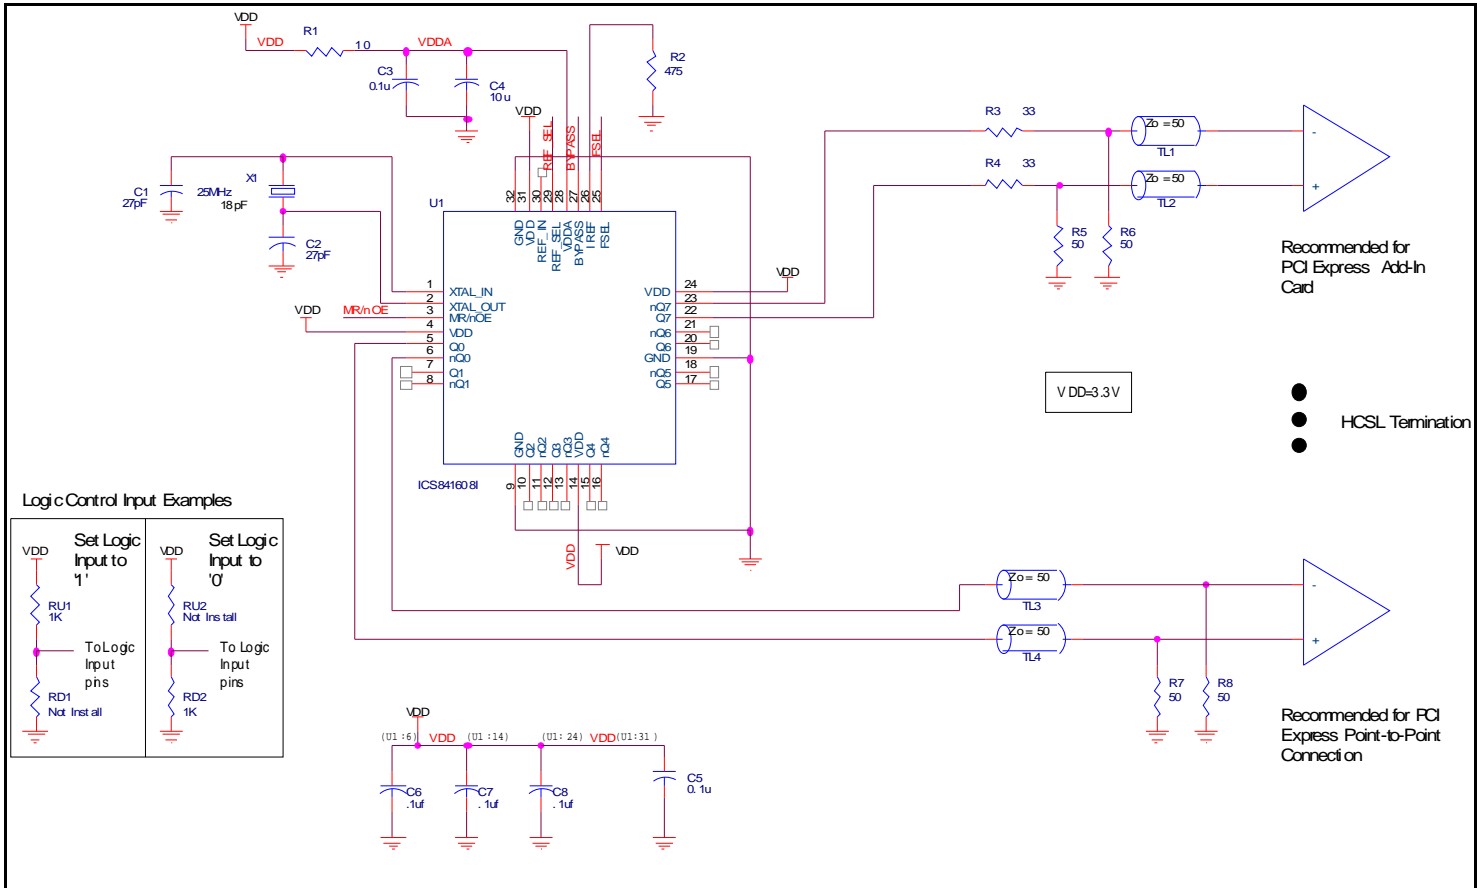 VDD
VDD
R1
10
VDDA
C3
0.1u
C4
10u
R2
475
VDD
REF_SEL
BYPASS
FSEL
C1
27pF
X1
25MHz
18pF
C2
27pF
U1
32
31
30
29
28
27
26
25
GND
VDD
REF_IN
REF_SEL
VDDA
BYPASS
IREF
FSEL
1
2
3
4
5
6
7
8
XTAL_IN
XTAL_OUT
MR/nOE
VDD
Q0
nQ0
Q1
nQ1
VDD
MR/nOE
VDD
nQ7
Q7
nQ6
Q6
GND
nQ5
Q5
24
23
22
21
20
19
18
17
VDD
GND
Q2
nQ2
Q3
nQ3
VDD
Q4
nQ4
9
10
11
12
13
14
15
16
ICS841608I
VDD
VDD
R3 33
R4 33
Zo = 50
TL1
Zo = 50
TL2
-
+
R5
50
R6
50
Recommended for
PCI Express Add-In
Card
VDD=3.3V
HCSL Termination
Logic Control Input Examples
Set Logic
Input to
'1'
VDD
RU1
1K
To Logic
Input
pins
RD1
Not Install
Set Logic
Input to
'0'
VDD
RU2
Not Install
To Logic
Input
pins
RD2
1K
Zo = 50
TL3
Zo = 50
TL4
-
+
R7
50
R8
50
Recommended for PCI
Express Point-to-Point
Connection
VDD
(U1:6) VDD (U1:14) (U1:24) VDD (U1:31)
C6
.1uf
C7
.1uf
C8
.1uf
C5
0.1u